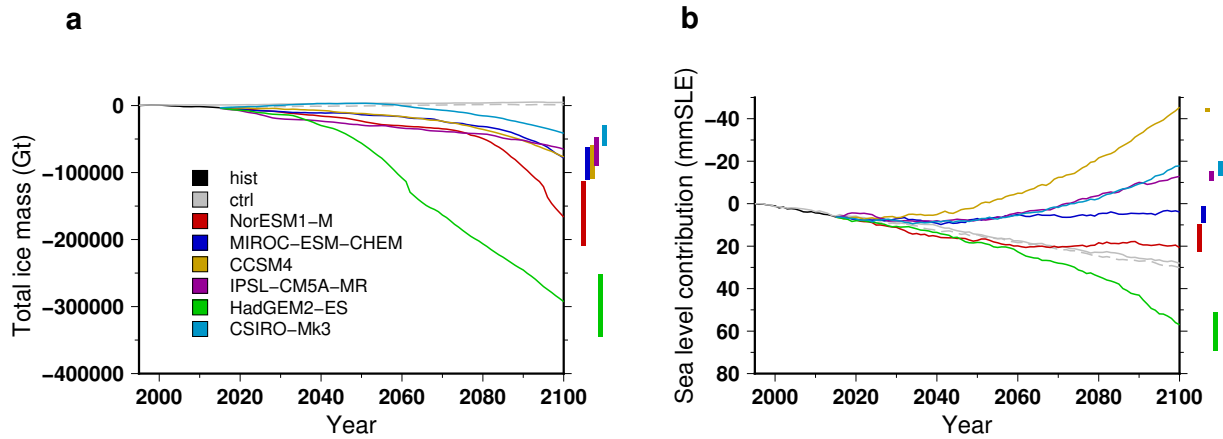 a
Total ice mass (Gt)
0
−100000
−200000
−300000
−400000
hist
ctrl
NorESM1−M
MIROC−ESM−CHEM
CCSM4
IPSL−CM5A−MR
HadGEM2−ES
CSIRO−Mk3
2000 2020 2040 2060 2080 2100
Year
b
Sea level contribution (mmSLE)
−40
−20
0
20
40
60
80
2000 2020 2040 2060 2080 2100
Year